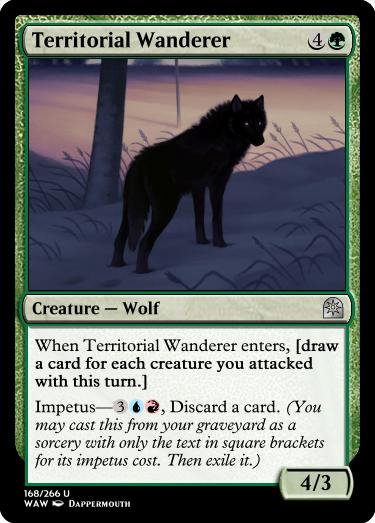 Territorial Wanderer 4
Creature — Wolf
When Territorial Wanderer enters, [draw
a card for each creature you attacked
with this turn.]
Impetus—3, Discard a card. (You
may cast this from your graveyard as a
sorcery with only the text in square brackets
for its impetus cost. Then exile it.)
4/3
168/266 U
WAW Dappermouth